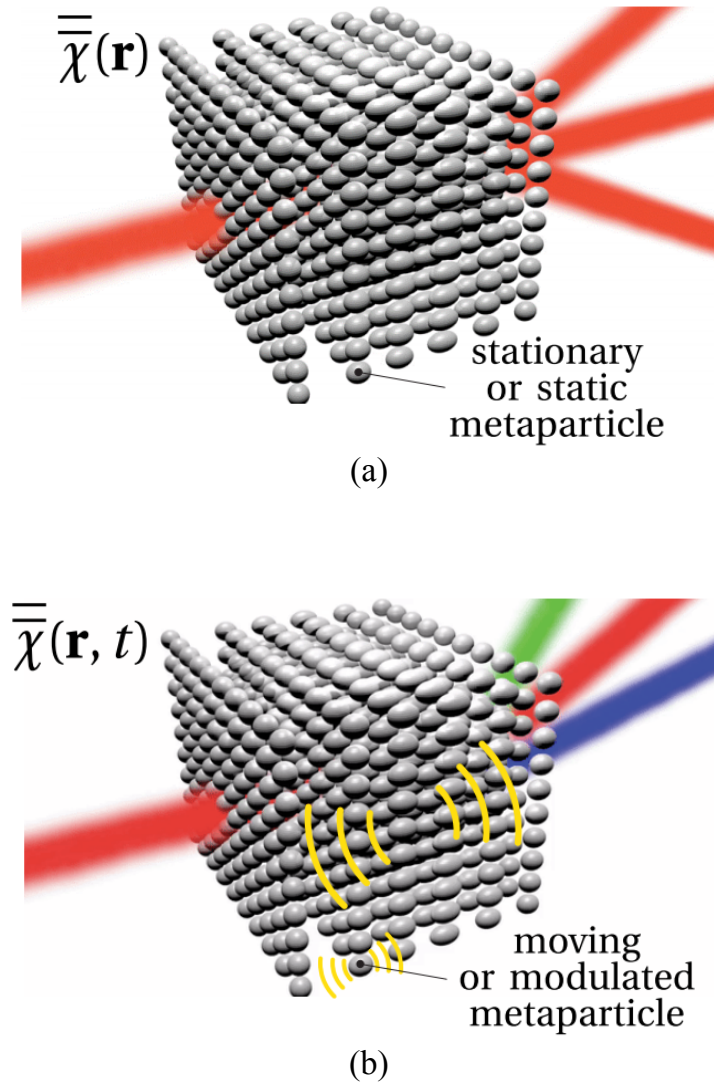 χ̿(r)
stationary
or static
metaparticle
(a)
χ̿(r, t)
moving
or modulated
metaparticle
(b)